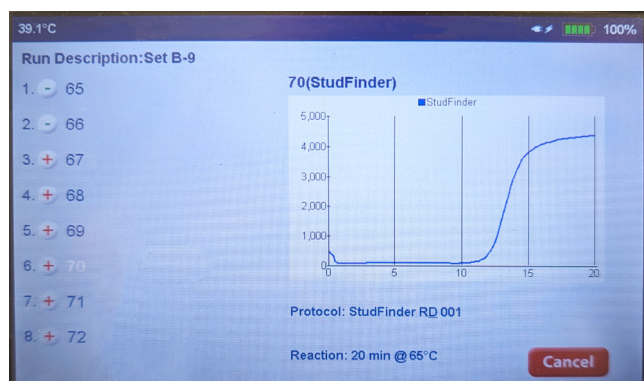 39.1°C 100%
Run Description:Set B-9
1. - 65
2. - 66
3. + 67
4. + 68
5. + 69
6. + 70
7. + 71
8. + 72
70(StudFinder)
StudFinder
5,000
4,000
3,000
2,000
1,000
0
0 5 10 15 20
Protocol: StudFinder RD 001
Reaction: 20 min @ 65°C
Cancel